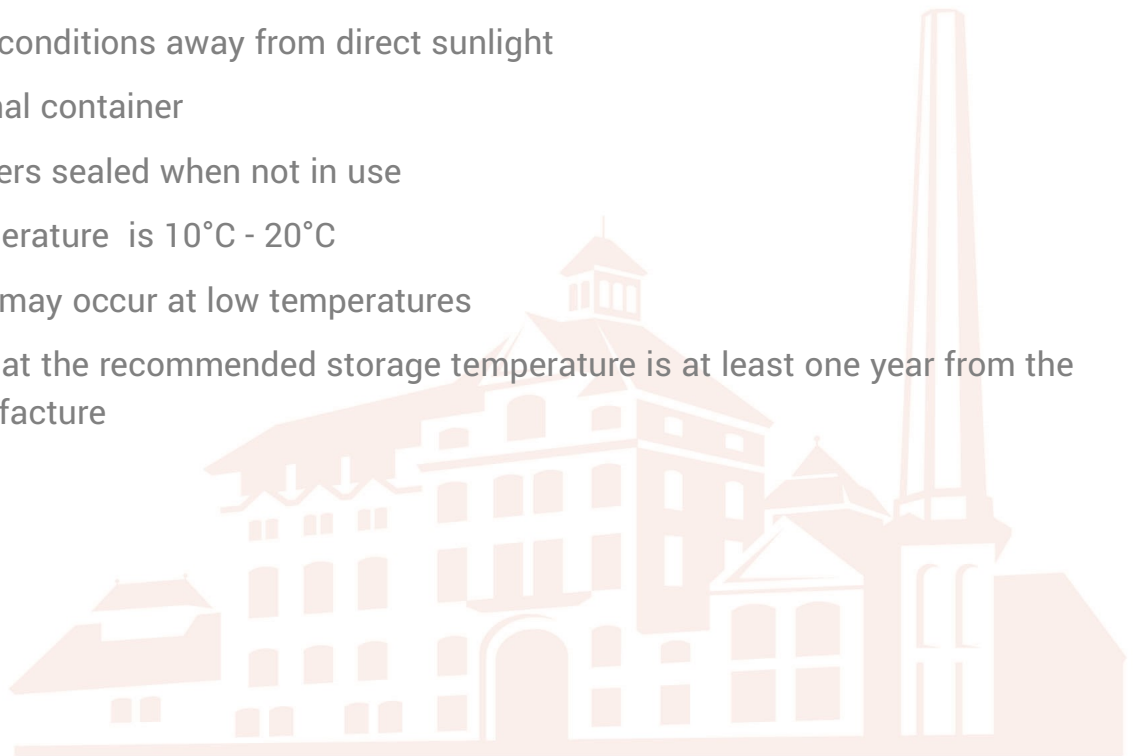 conditions away from direct sunlight
nal container
ers sealed when not in use
erature  is 10°C - 20°C
may occur at low temperatures
at the recommended storage temperature is at least one year from the
facture